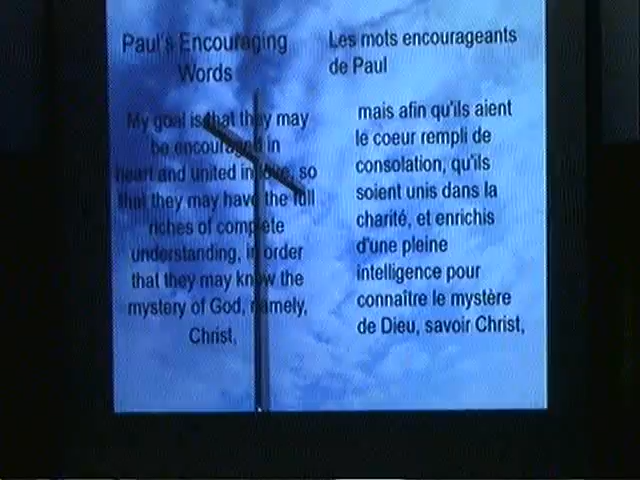 Paul's Encouraging
Words
My goal is that they may
be encouraged in
heart and united in love, so
that they may have the full
riches of complete
understanding, in order
that they may know the
mystery of God, namely,
Christ,
Les mots encourageants
de Paul
mais afin qu'ils aient
le coeur rempli de
consolation, qu'ils
soient unis dans la
charité, et enrichis
d'une pleine
intelligence pour
connaître le mystère
de Dieu, savoir Christ,